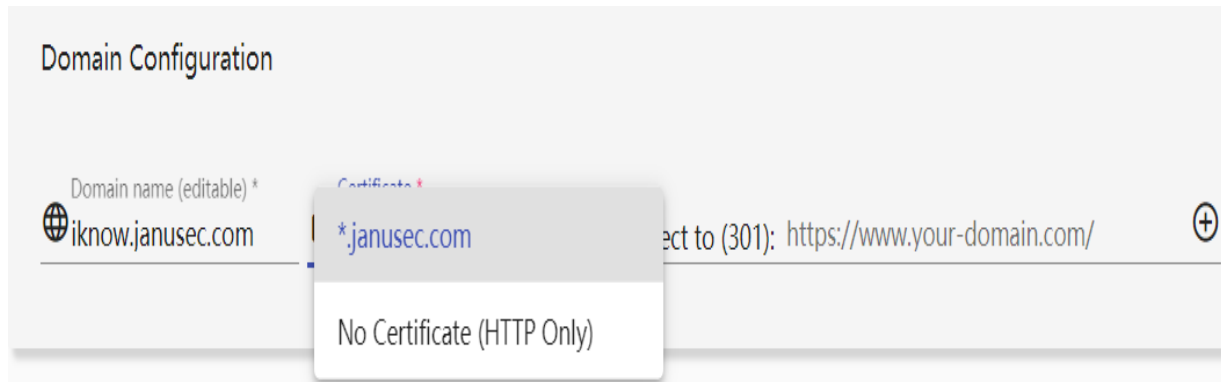 Domain Configuration
Domain name (editable) *
Certificate *
iknow.janusec.com
*.janusec.com
ect to (301): https://www.your-domain.com/
No Certificate (HTTP Only)